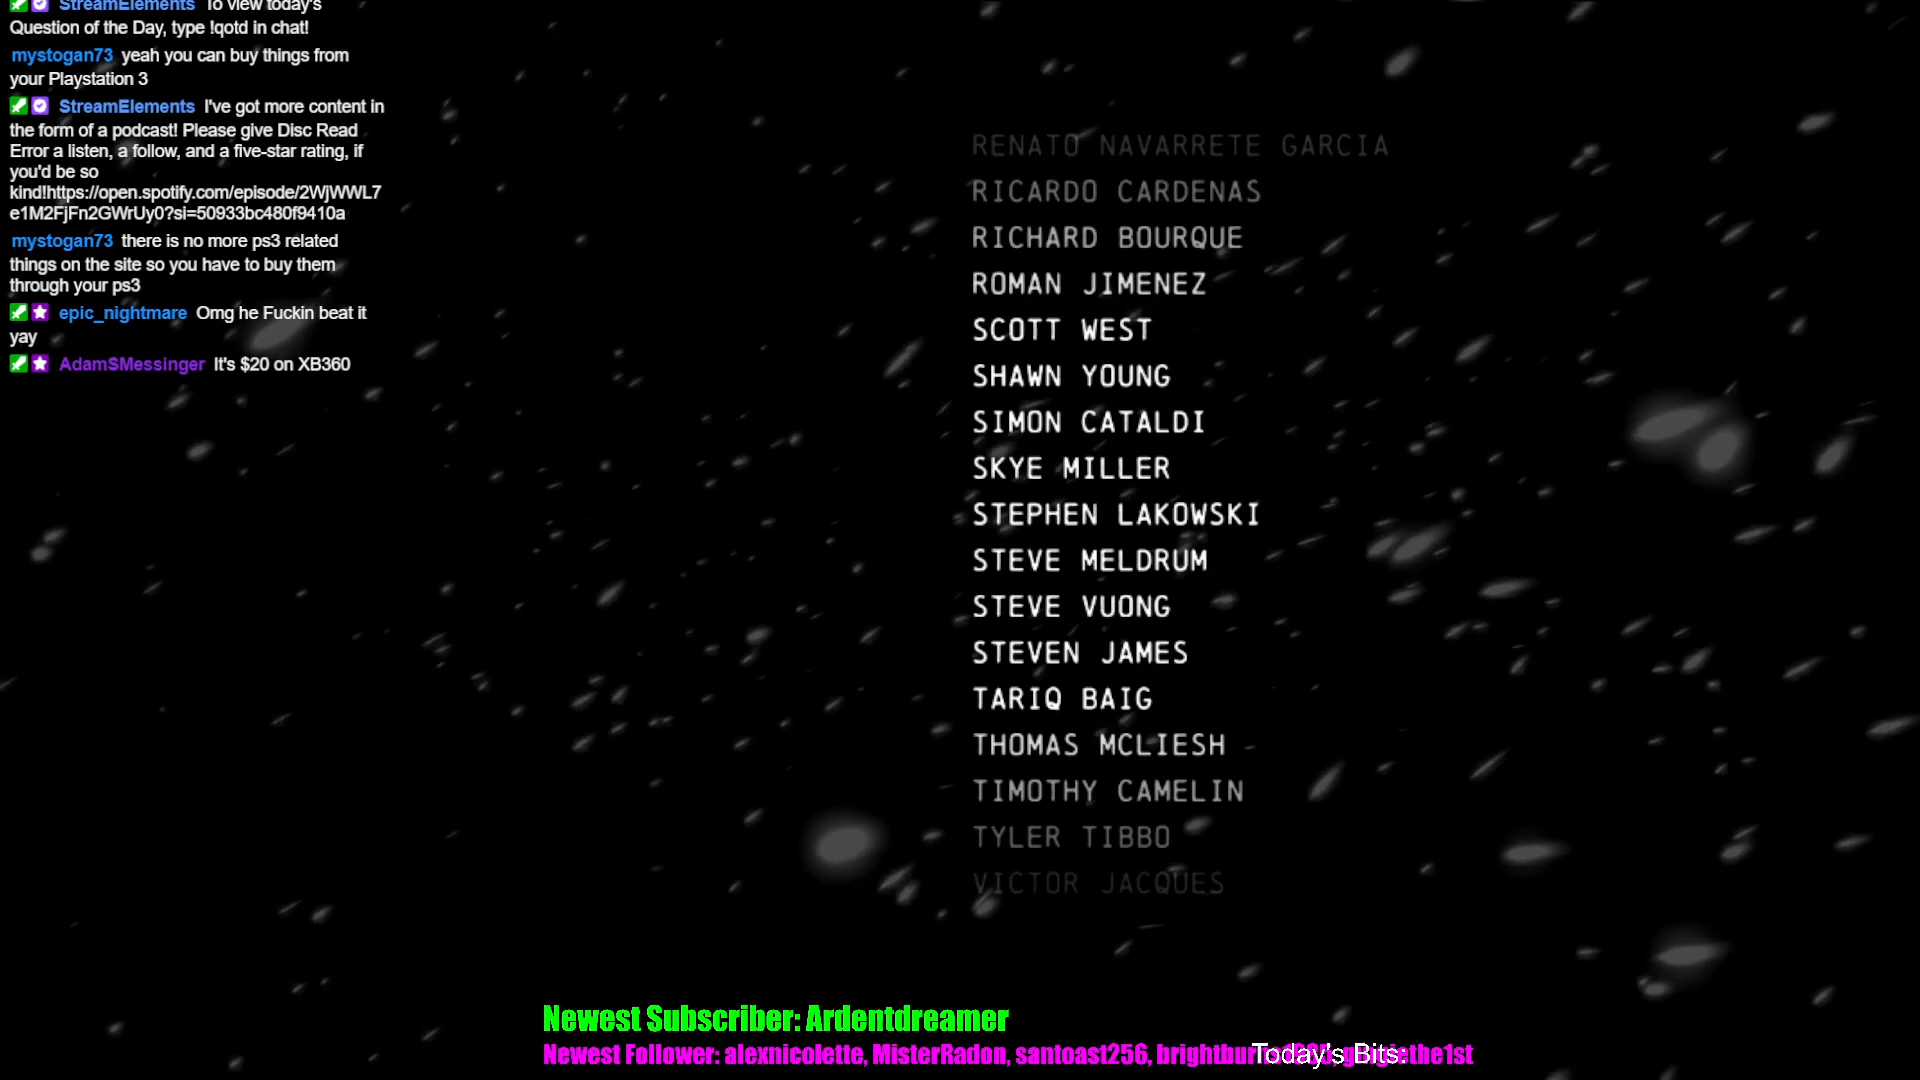 StreamElements To view today's
Question of the Day, type !qotd in chat!
mystogan73 yeah you can buy things from
your Playstation 3
StreamElements I've got more content in
the form of a podcast! Please give Disc Read
Error a listen, a follow, and a five-star rating, if
you'd be so
kind!https://open.spotify.com/episode/2WjWWL7
e1M2FjFn2GWrUy0?si=50933bc480f9410a
mystogan73 there is no more ps3 related
things on the site so you have to buy them
through your ps3
epic_nightmare Omg he Fuckin beat it
yay
AdamSMessinger It's $20 on XB360
RENATO NAVARRETE GARCIA
RICARDO CARDENAS
RICHARD BOURQUE
ROMAN JIMENEZ
SCOTT WEST
SHAWN YOUNG
SIMON CATALDI
SKYE MILLER
STEPHEN LAKOWSKI
STEVE MELDRUM
STEVE VUONG
STEVEN JAMES
TARIQ BAIG
THOMAS MCLIESH
TIMOTHY CAMELIN
TYLER TIBBO
VICTOR JACQUES
Newest Subscriber: Ardentdreamer
Newest Follower: alexnicolette, MisterRadon, santoast256,
Today's Bits: